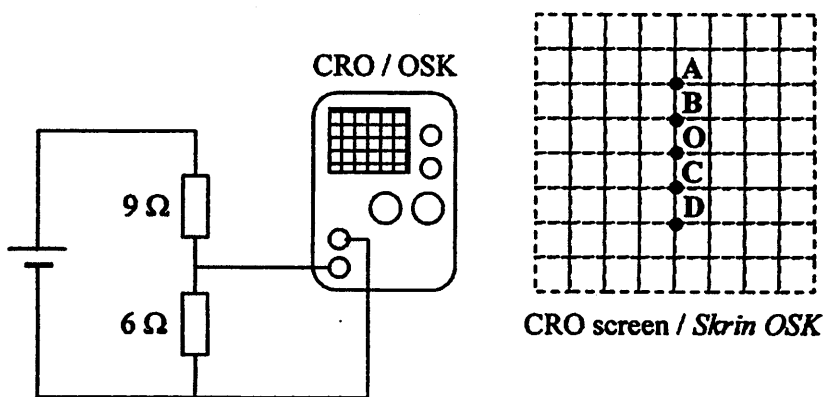 CRO / OSK
9 Ω
6 Ω
A
B
O
C
D
CRO screen / Skrin OSK